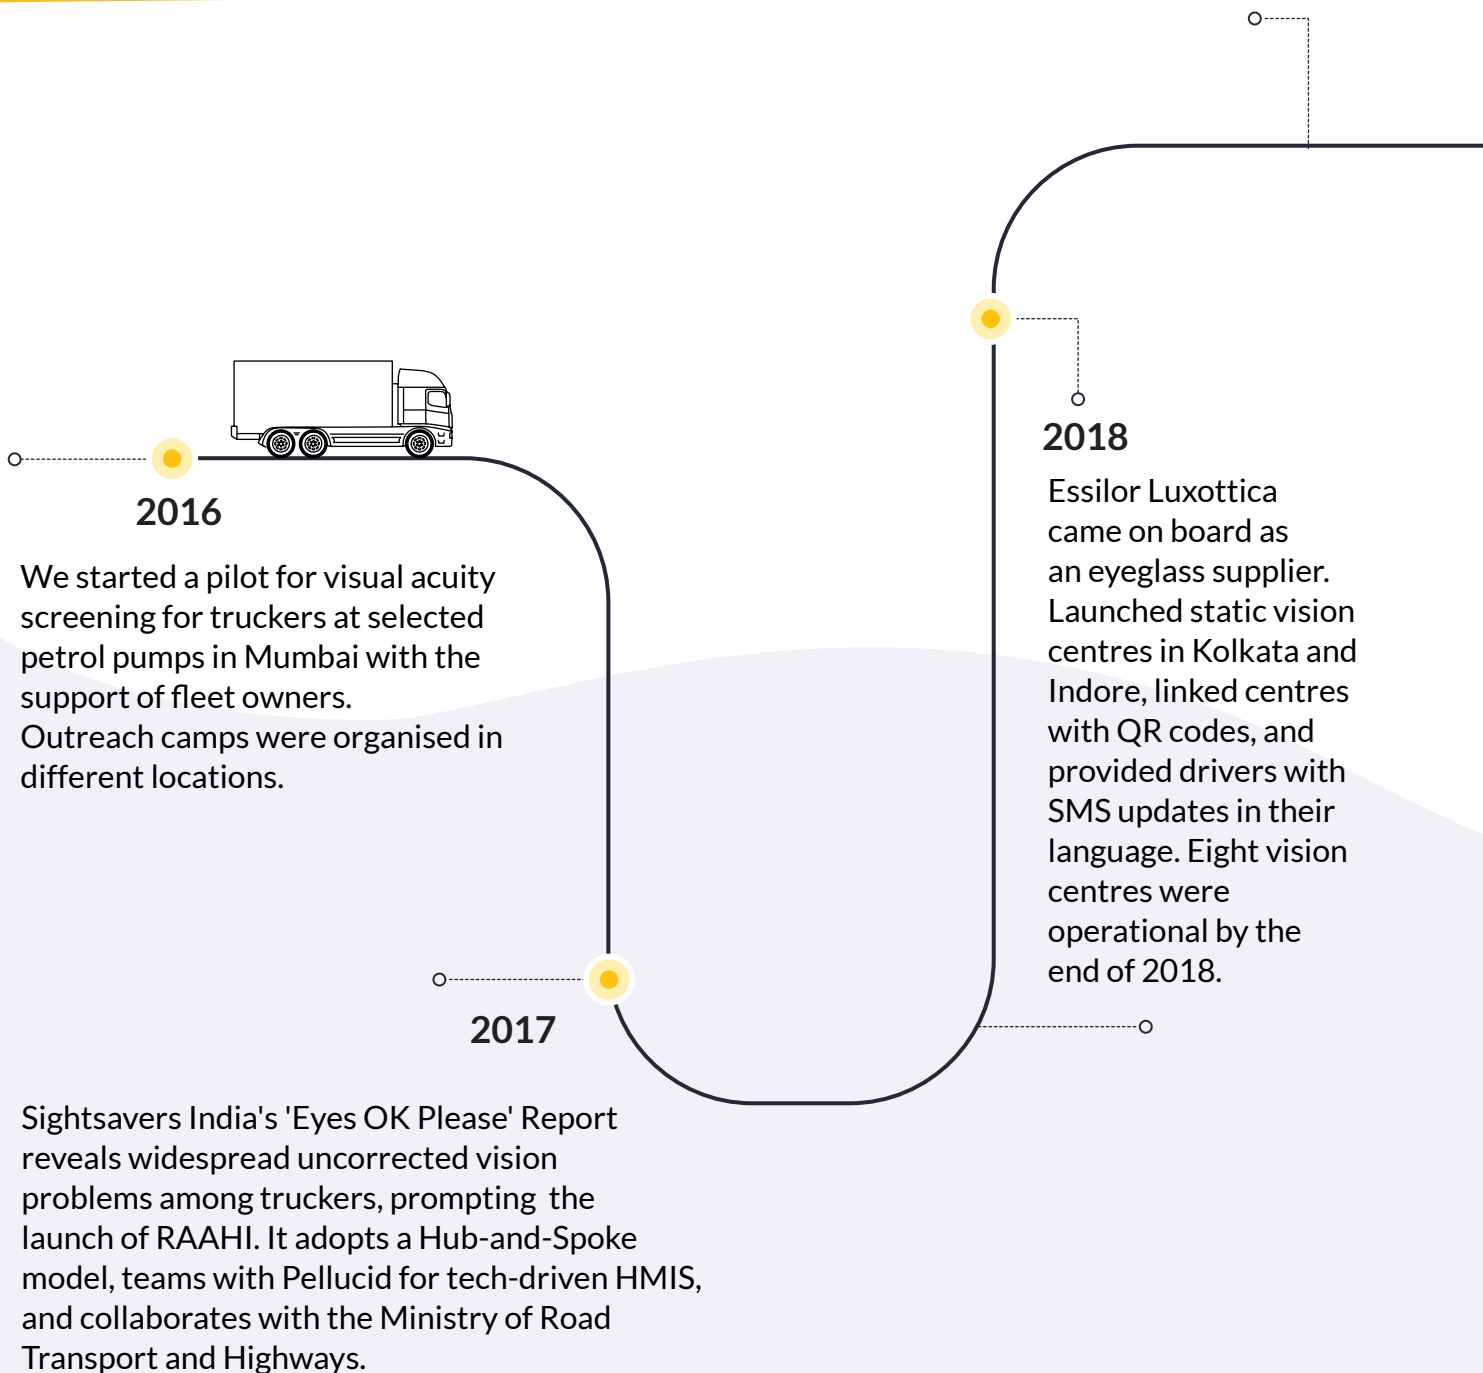 2016
We started a pilot for visual acuity
screening for truckers at selected
petrol pumps in Mumbai with the
support of fleet owners.
Outreach camps were organised in
different locations.
2017
Sightsavers India's 'Eyes OK Please' Report
reveals widespread uncorrected vision
problems among truckers, prompting  the
launch of RAAHI. It adopts a Hub-and-Spoke
model, teams with Pellucid for tech-driven HMIS,
and collaborates with the Ministry of Road
Transport and Highways.
2018
Essilor Luxottica
came on board as
an eyeglass supplier.
Launched static vision
centres in Kolkata and
Indore, linked centres
with QR codes, and
provided drivers with
SMS updates in their
language. Eight vision
centres were
operational by the
end of 2018.